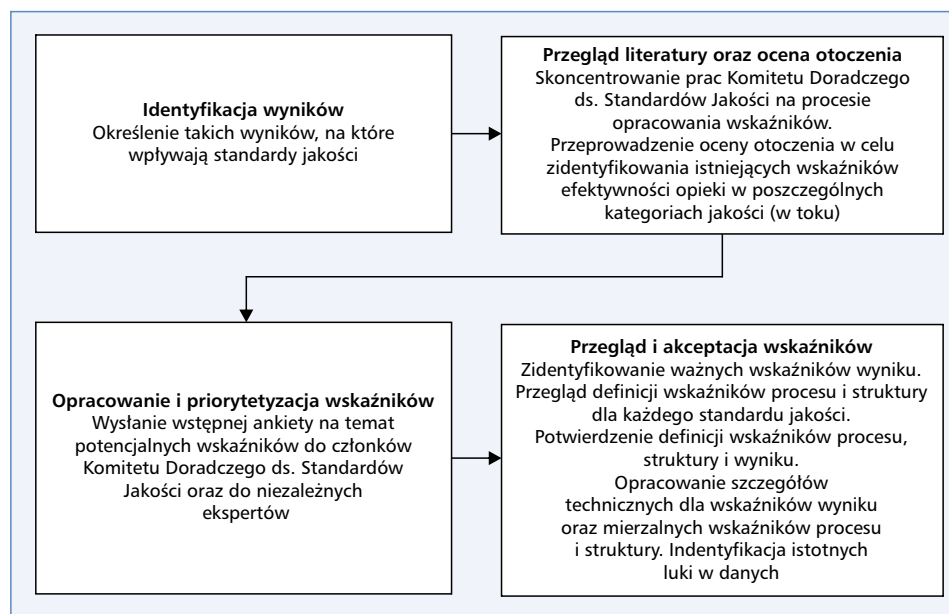 Identyfikacja wyników
Określenie takich wyników, na które
wpływają standardy jakości
Przegląd literatury oraz ocena otoczenia
Skoncentrowanie prac Komitetu Doradczego
ds. Standardów Jakości na procesie
opracowania wskaźników.
Przeprowadzenie oceny otoczenia w celu
zidentyfikowania istniejących wskaźników
efektywności opieki w poszczególnych
kategoriach jakości (w toku)
Opracowanie i priorytetyzacja wskaźników
Wysłanie wstępnej ankiety na temat
potencjalnych wskaźników do członków
Komitetu Doradczego ds. Standardów
Jakości oraz do niezależnych
ekspertów
Przegląd i akceptacja wskaźników
Zidentyfikowanie ważnych wskaźników wyniku.
Przegląd definicji wskaźników procesu i struktury
dla każdego standardu jakości.
Potwierdzenie definicji wskaźników procesu,
struktury i wyniku.
Opracowanie szczegółów
technicznych dla wskaźników wyniku
oraz mierzalnych wskaźników procesu
i struktury. Indentyfikacja istotnych
luki w danych